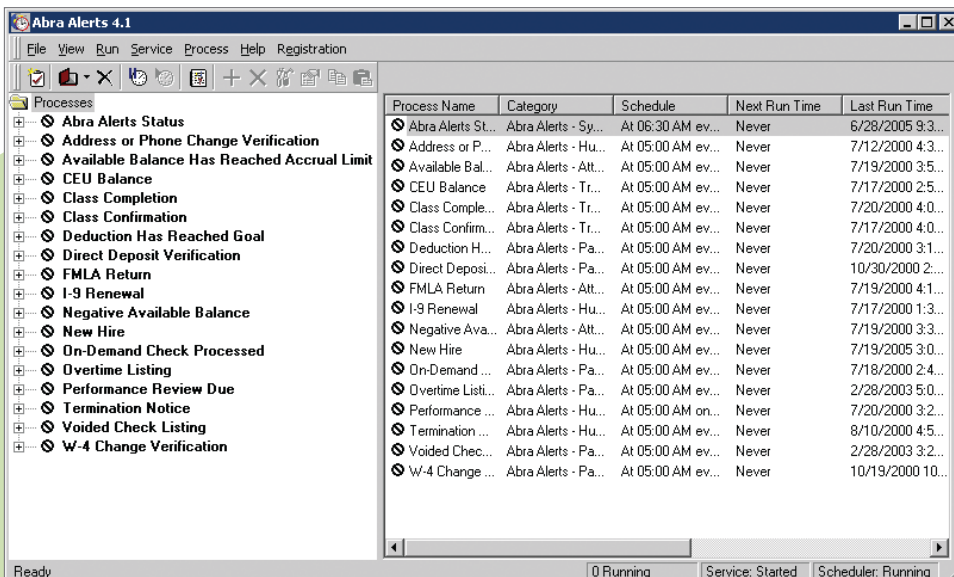 Abra Alerts 4.1
File View Run Service Process Help Registration
Processes
Abra Alerts Status
Address or Phone Change Verification
Available Balance Has Reached Accrual Limit
CEU Balance
Class Completion
Class Confirmation
Deduction Has Reached Goal
Direct Deposit Verification
FMLA Return
I-9 Renewal
Negative Available Balance
New Hire
On-Demand Check Processed
Overtime Listing
Performance Review Due
Termination Notice
Voided Check Listing
W-4 Change Verification
Process Name Category Schedule Next Run Time Last Run Time
Abra Alerts St... Abra Alerts - Sy... At 06:30 AM ev... Never 6/28/2005 9:3...
Address or P... Abra Alerts - Hu... At 05:00 AM ev... Never 7/12/2000 4:3...
Available Bal... Abra Alerts - Att... At 05:00 AM ev... Never 7/19/2000 3:5...
CEU Balance Abra Alerts - Tr... At 05:00 AM ev... Never 7/17/2000 2:5...
Class Comple... Abra Alerts - Tr... At 05:00 AM ev... Never 7/20/2000 4:0...
Class Confirm... Abra Alerts - Tr... At 05:00 AM ev... Never 7/17/2000 4:0...
Deduction H... Abra Alerts - Pa... At 05:00 AM ev... Never 7/20/2000 3:1...
Direct Deposi... Abra Alerts - Pa... At 05:00 AM ev... Never 10/30/2000 2:...
FMLA Return Abra Alerts - Att... At 05:00 AM ev... Never 7/19/2000 4:1...
I-9 Renewal Abra Alerts - Hu... At 05:00 AM ev... Never 7/17/2000 1:3...
Negative Ava... Abra Alerts - Att... At 05:00 AM ev... Never 7/19/2000 3:3...
New Hire Abra Alerts - Hu... At 05:00 AM ev... Never 7/19/2005 3:0...
On-Demand ... Abra Alerts - Pa... At 05:00 AM ev... Never 7/18/2000 2:4...
Overtime Listi... Abra Alerts - Pa... At 05:00 AM ev... Never 2/28/2003 5:0...
Performance ... Abra Alerts - Hu... At 05:00 AM on... Never 7/20/2000 3:2...
Termination ... Abra Alerts - Hu... At 05:00 AM ev... Never 8/10/2000 4:5...
Voided Chec... Abra Alerts - Pa... At 05:00 AM ev... Never 2/28/2003 3:2...
W-4 Change ... Abra Alerts - Pa... At 05:00 AM ev... Never 10/19/2000 10...
Ready 0 Running Service: Started Scheduler: Running